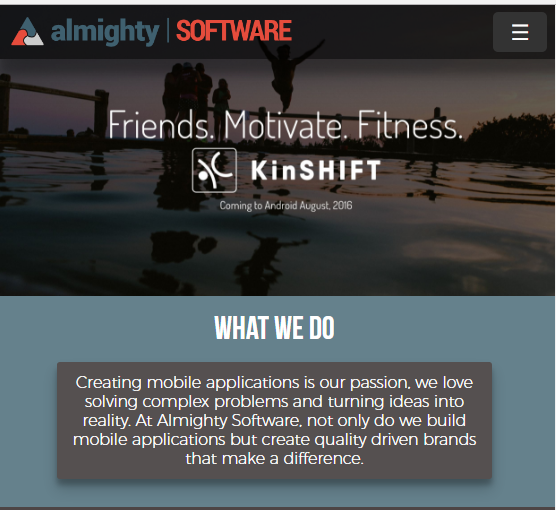 almighty | SOFTWARE
Friends. Motivate. Fitness.
KinSHIFT
Coming to Android August, 2016
WHAT WE DO
Creating mobile applications is our passion, we love
solving complex problems and turning ideas into
reality. At Almighty Software, not only do we build
mobile applications but create quality driven brands
that make a difference.